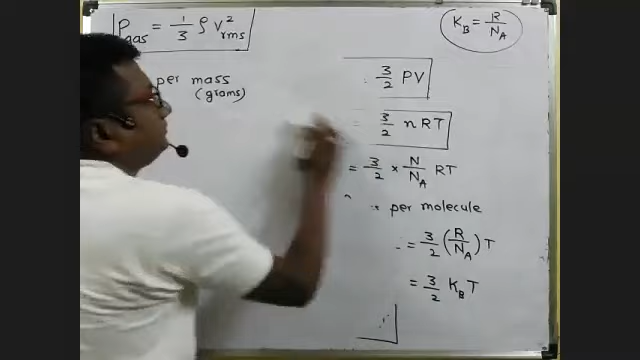 P_gas = 1/3 ρ V²_rms
K_B = R/N_A
per mass
(grams)
3/2 PV
= 3/2 nRT
= 3/2 × N/N_A RT
per molecule
= 3/2 (R/N_A) T
= 3/2 K_B T